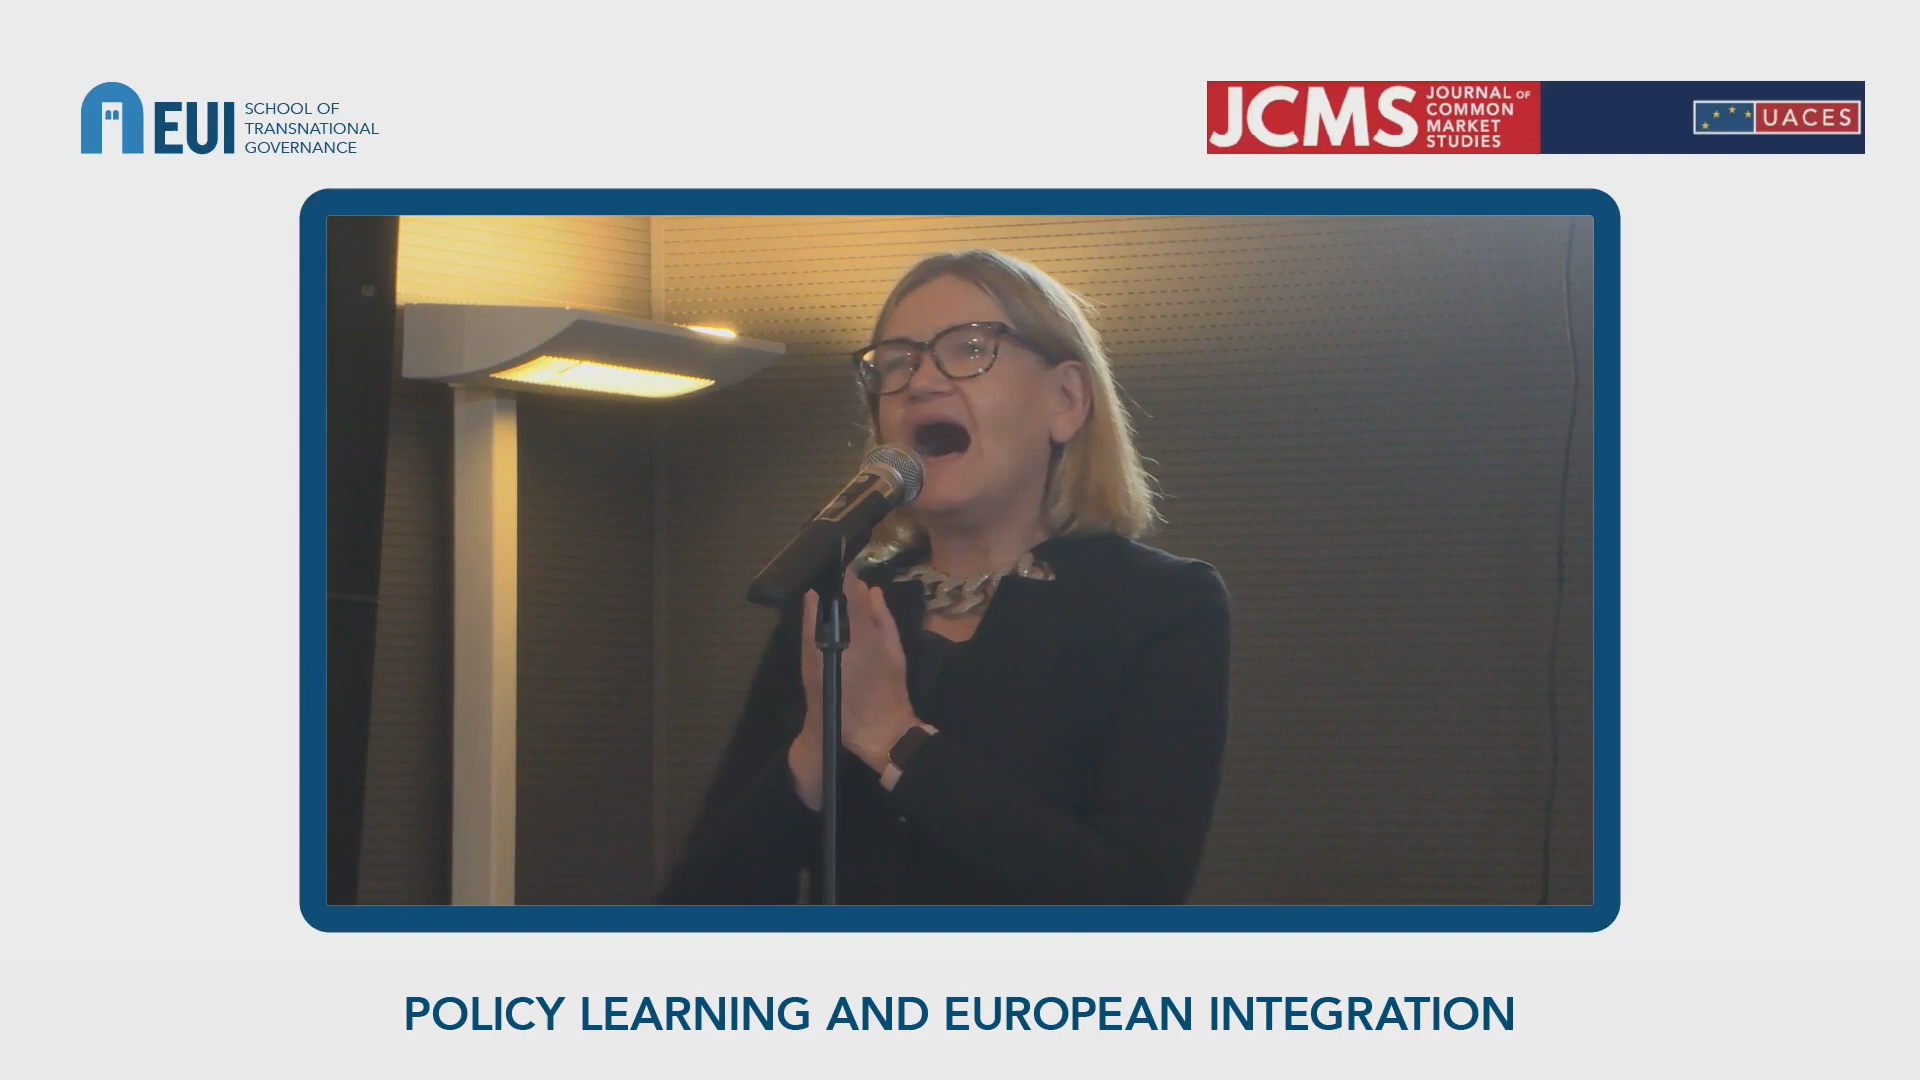 EUI
SCHOOL OF
TRANSNATIONAL
GOVERNANCE
JCMS
JOURNAL OF
COMMON
MARKET
STUDIES
UACES
POLICY LEARNING AND EUROPEAN INTEGRATION